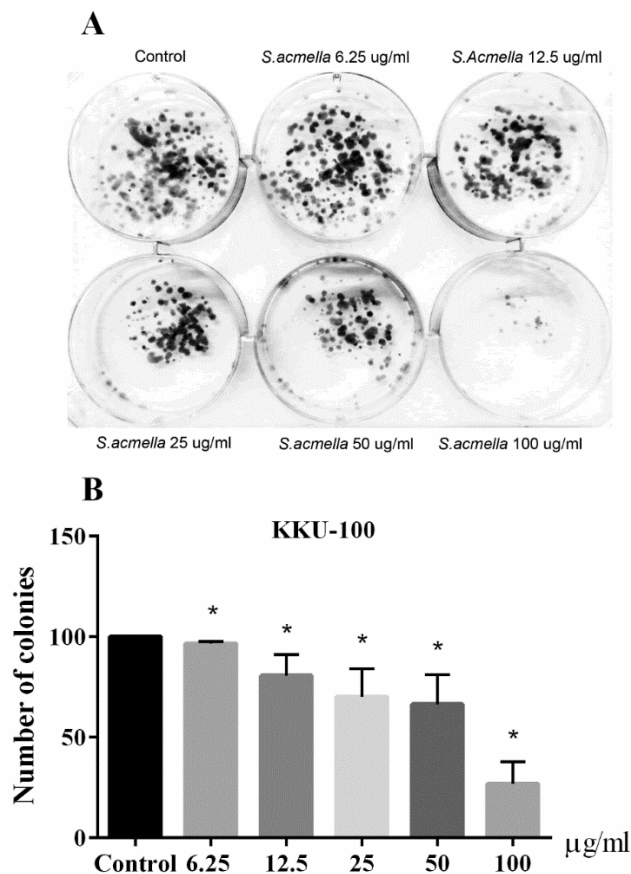 A
Control S.acmella 6.25 ug/ml S.Acmella 12.5 ug/ml
S.acmella 25 ug/ml S.acmella 50 ug/ml S.acmella 100 ug/ml
B
KKU-100
150
100
50
0
Number of colonies
* * * * *
Control 6.25 12.5 25 50 100 µg/ml